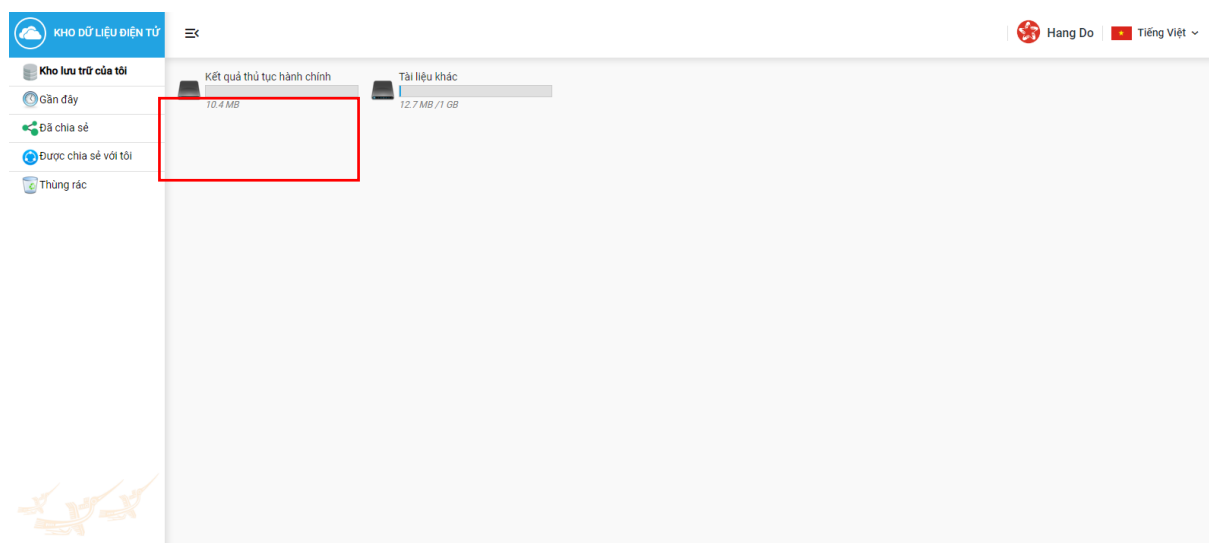 KHO DỮ LIỆU ĐIỆN TỬ
Hang Do
Tiếng Việt
Kho lưu trữ của tôi
Gần đây
Đã chia sẻ
Được chia sẻ với tôi
Thùng rác
Kết quả thủ tục hành chính
10.4 MB
Tài liệu khác
12.7 MB /1 GB